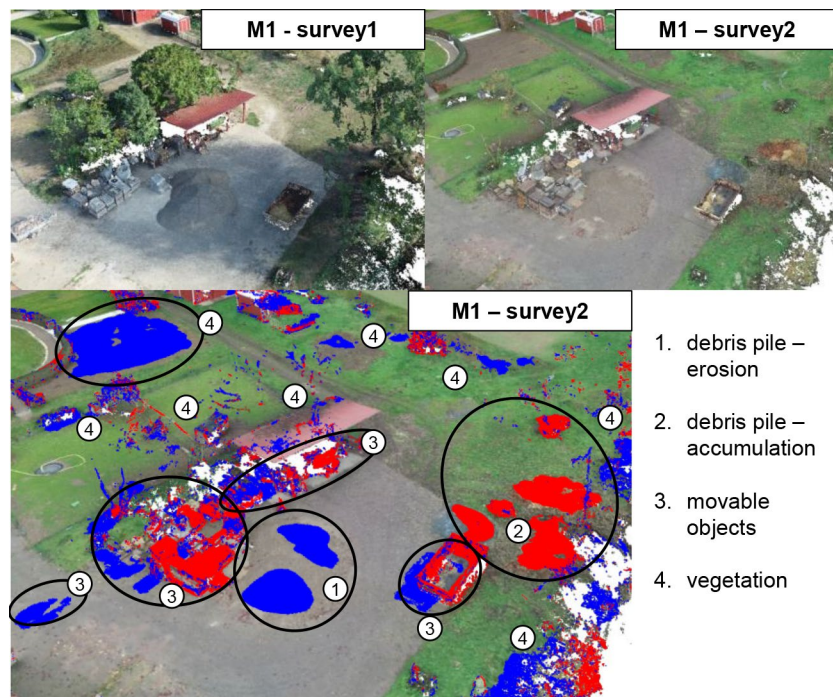 M1 - survey1
M1 – survey2
M1 – survey2
4
4
4
4
4
4
4
3
2
1
3
3
3
4
1. debris pile –
erosion
2. debris pile –
accumulation
3. movable
objects
4. vegetation